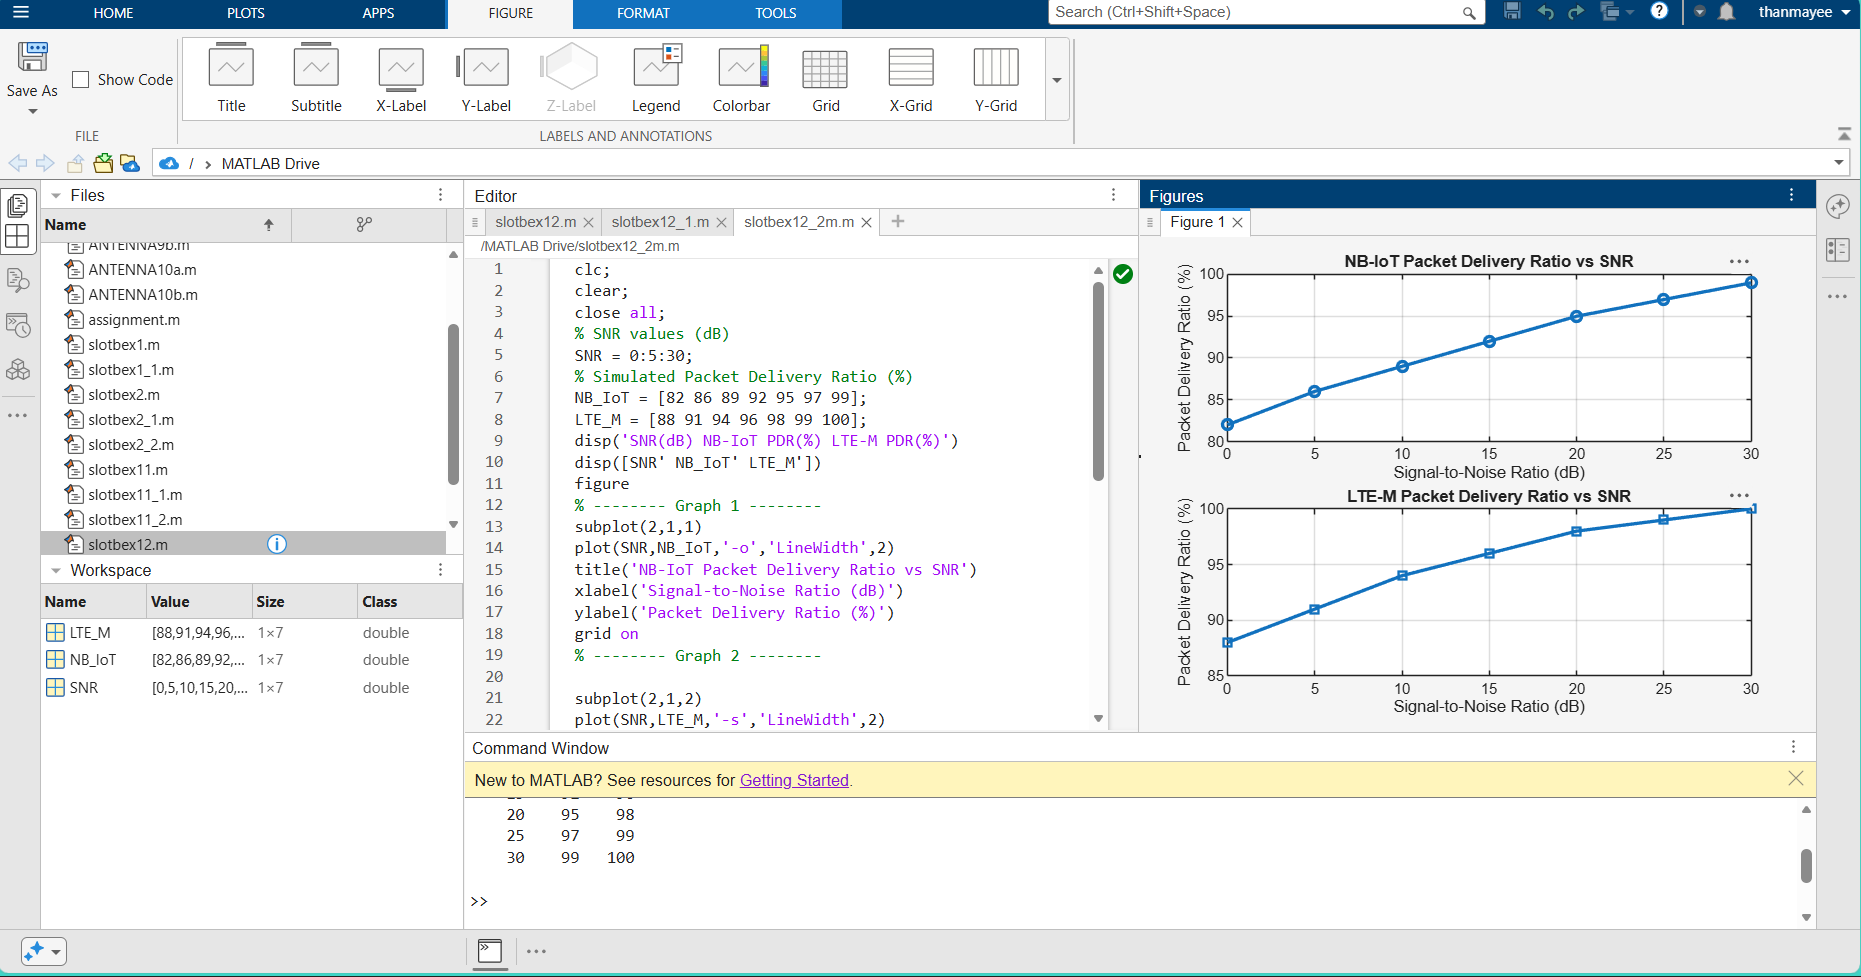 HOME PLOTS APPS FIGURE FORMAT TOOLS Search (Ctrl+Shift+Space) thanmayee
Save As
Show Code
FILE
Title Subtitle X-Label Y-Label Z-Label Legend Colorbar Grid X-Grid Y-Grid
LABELS AND ANNOTATIONS
/ › MATLAB Drive
Files
Name
ANTENNA9b.m
ANTENNA10a.m
ANTENNA10b.m
assignment.m
slotbex1.m
slotbex1_1.m
slotbex2.m
slotbex2_1.m
slotbex2_2.m
slotbex11.m
slotbex11_1.m
slotbex11_2.m
slotbex12.m
Workspace
Name Value Size Class
LTE_M [88,91,94,96,... 1×7 double
NB_IoT [82,86,89,92,... 1×7 double
SNR [0,5,10,15,20,... 1×7 double
Editor
slotbex12.m slotbex12_1.m slotbex12_2m.m
/MATLAB Drive/slotbex12_2m.m
1 clc;
2 clear;
3 close all;
4 % SNR values (dB)
5 SNR = 0:5:30;
6 % Simulated Packet Delivery Ratio (%)
7 NB_IoT = [82 86 89 92 95 97 99];
8 LTE_M = [88 91 94 96 98 99 100];
9 disp('SNR(dB) NB-IoT PDR(%) LTE-M PDR(%)')
10 disp([SNR' NB_IoT' LTE_M'])
11 figure
12 % -------- Graph 1 --------
13 subplot(2,1,1)
14 plot(SNR,NB_IoT,'-o','LineWidth',2)
15 title('NB-IoT Packet Delivery Ratio vs SNR')
16 xlabel('Signal-to-Noise Ratio (dB)')
17 ylabel('Packet Delivery Ratio (%)')
18 grid on
19 % -------- Graph 2 --------
20
21 subplot(2,1,2)
22 plot(SNR,LTE_M,'-s','LineWidth',2)
Figures
Figure 1
NB-IoT Packet Delivery Ratio vs SNR
Packet Delivery Ratio (%)
100
95
90
85
80
0 5 10 15 20 25 30
Signal-to-Noise Ratio (dB)
LTE-M Packet Delivery Ratio vs SNR
Packet Delivery Ratio (%)
100
95
90
85
0 5 10 15 20 25 30
Signal-to-Noise Ratio (dB)
Command Window
New to MATLAB? See resources for Getting Started.
20 95 98
25 97 99
30 99 100
>>